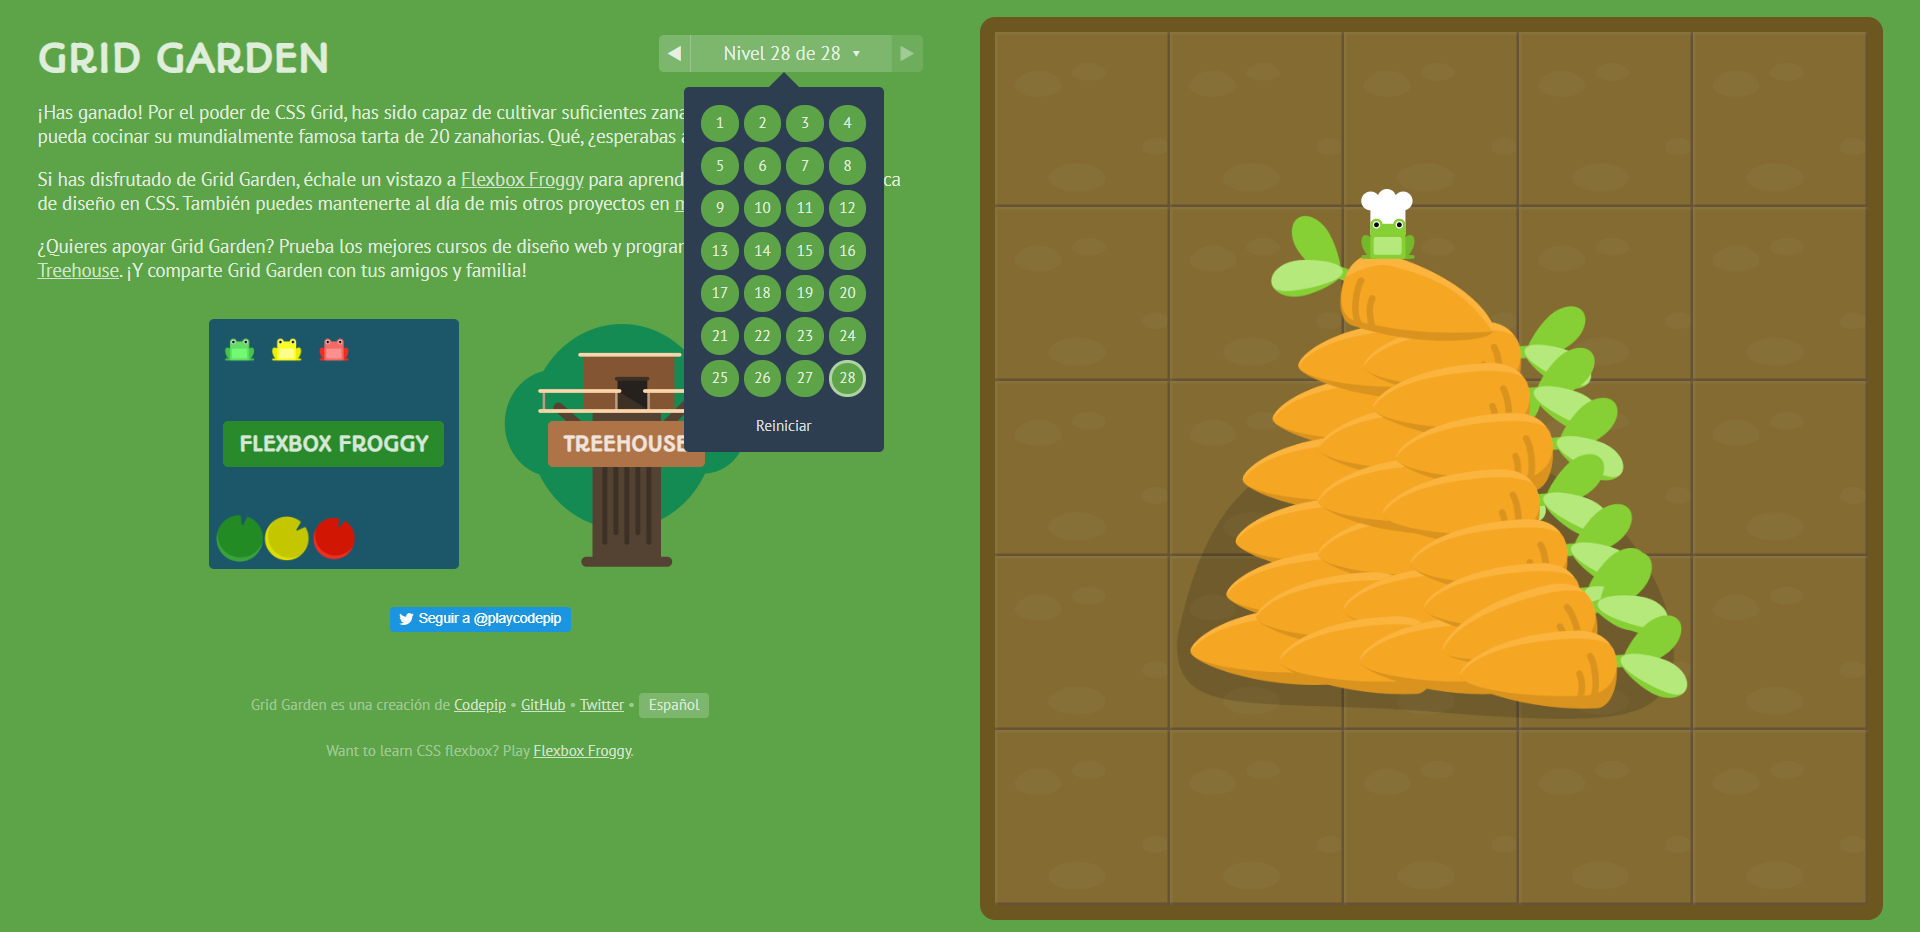 GRID GARDEN
◀ Nivel 28 de 28 ▼ ▶
¡Has ganado! Por el poder de CSS Grid, has sido capaz de cultivar suficientes
pueda cocinar su mundialmente famosa tarta de 20 zanahorias. Qué, ¿esperabas
Si has disfrutado de Grid Garden, échale un vistazo a Flexbox Froggy para
de diseño en CSS. También puedes mantenerte al día de mis otros proyectos en
¿Quieres apoyar Grid Garden? Prueba los mejores cursos de diseño web y
Treehouse. ¡Y comparte Grid Garden con tus amigos y familia!
1 2 3 4
5 6 7 8
9 10 11 12
13 14 15 16
17 18 19 20
21 22 23 24
25 26 27 28
Reiniciar
FLEXBOX FROGGY
TREEHOUSE
Seguir a @playcodepip
Grid Garden es una creación de Codepip • GitHub • Twitter • Español
Want to learn CSS flexbox? Play Flexbox Froggy.